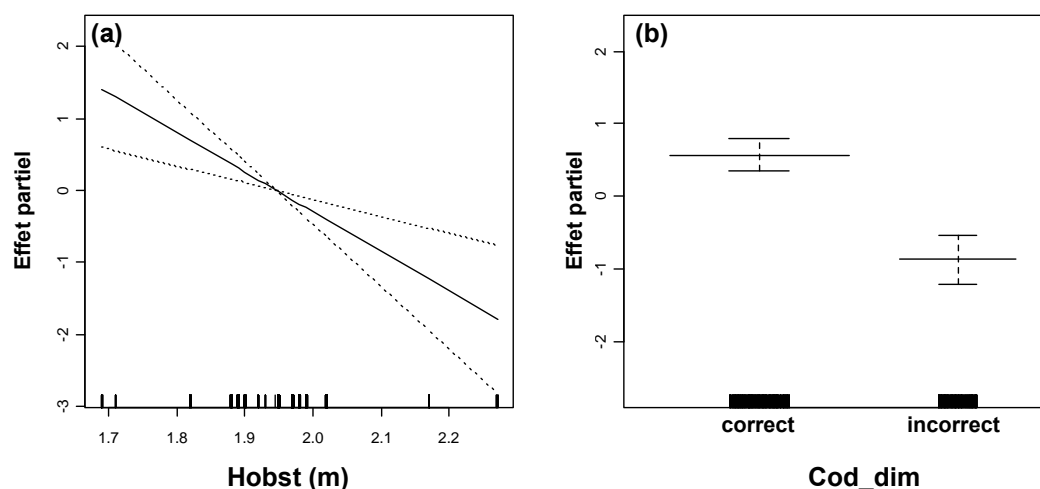 (a)
Effet partiel
2
1
0
-1
-2
-3
1.7 1.8 1.9 2.0 2.1 2.2
Hobst (m)
(b)
Effet partiel
2
1
0
-1
-2
correct incorrect
Cod_dim